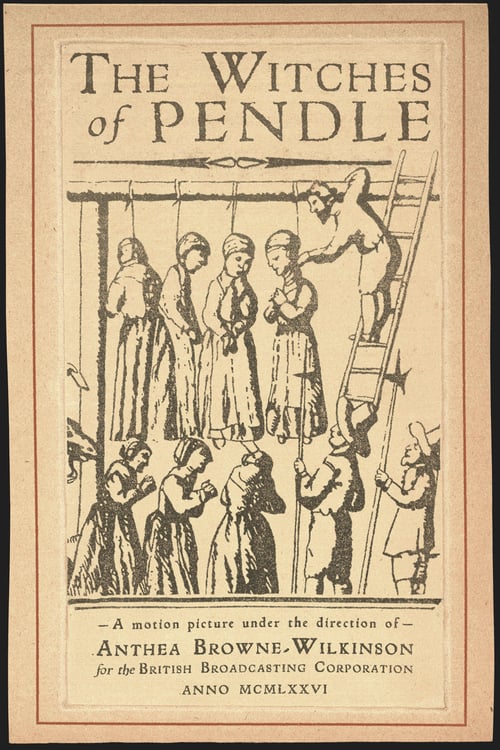 THE WITCHES
of PENDLE
– A motion picture under the direction of –
ANTHEA BROWNE-WILKINSON
for the BRITISH BROADCASTING CORPORATION
ANNO MCMLXXVI